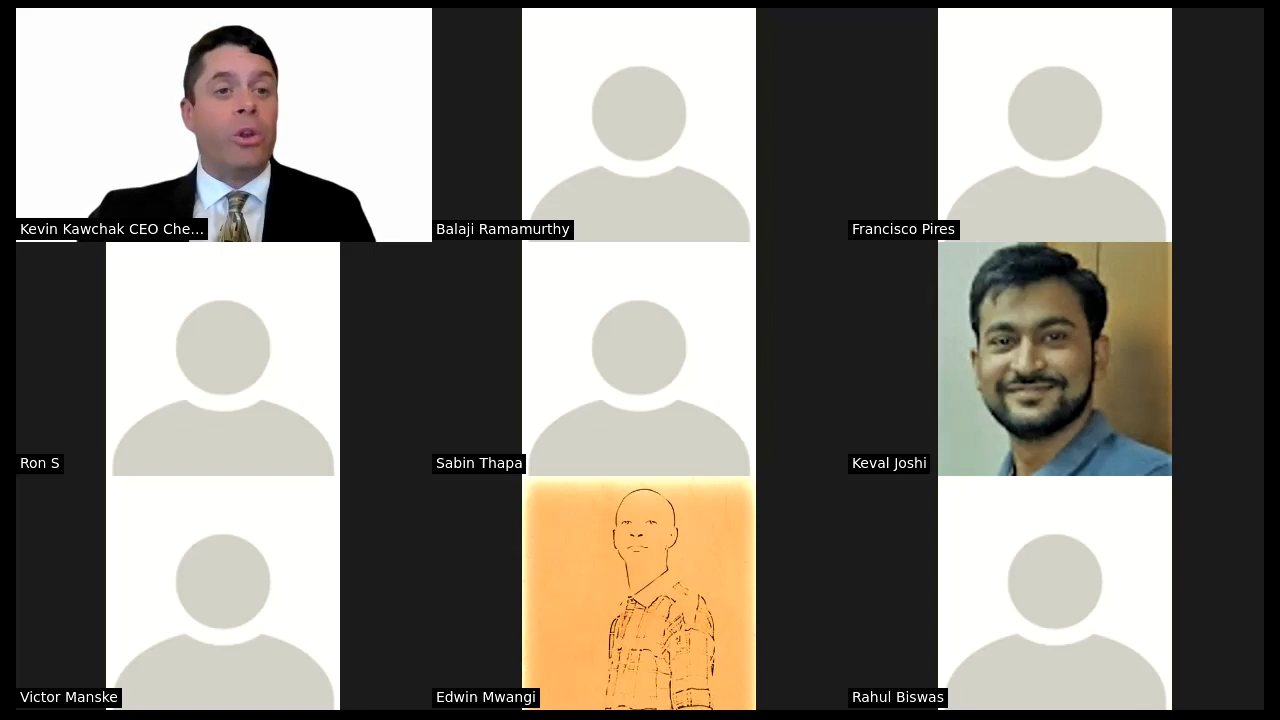 Kevin Kawchak CEO Che...
Balaji Ramamurthy
Francisco Pires
Ron S
Sabin Thapa
Keval Joshi
Victor Manske
Edwin Mwangi
Rahul Biswas